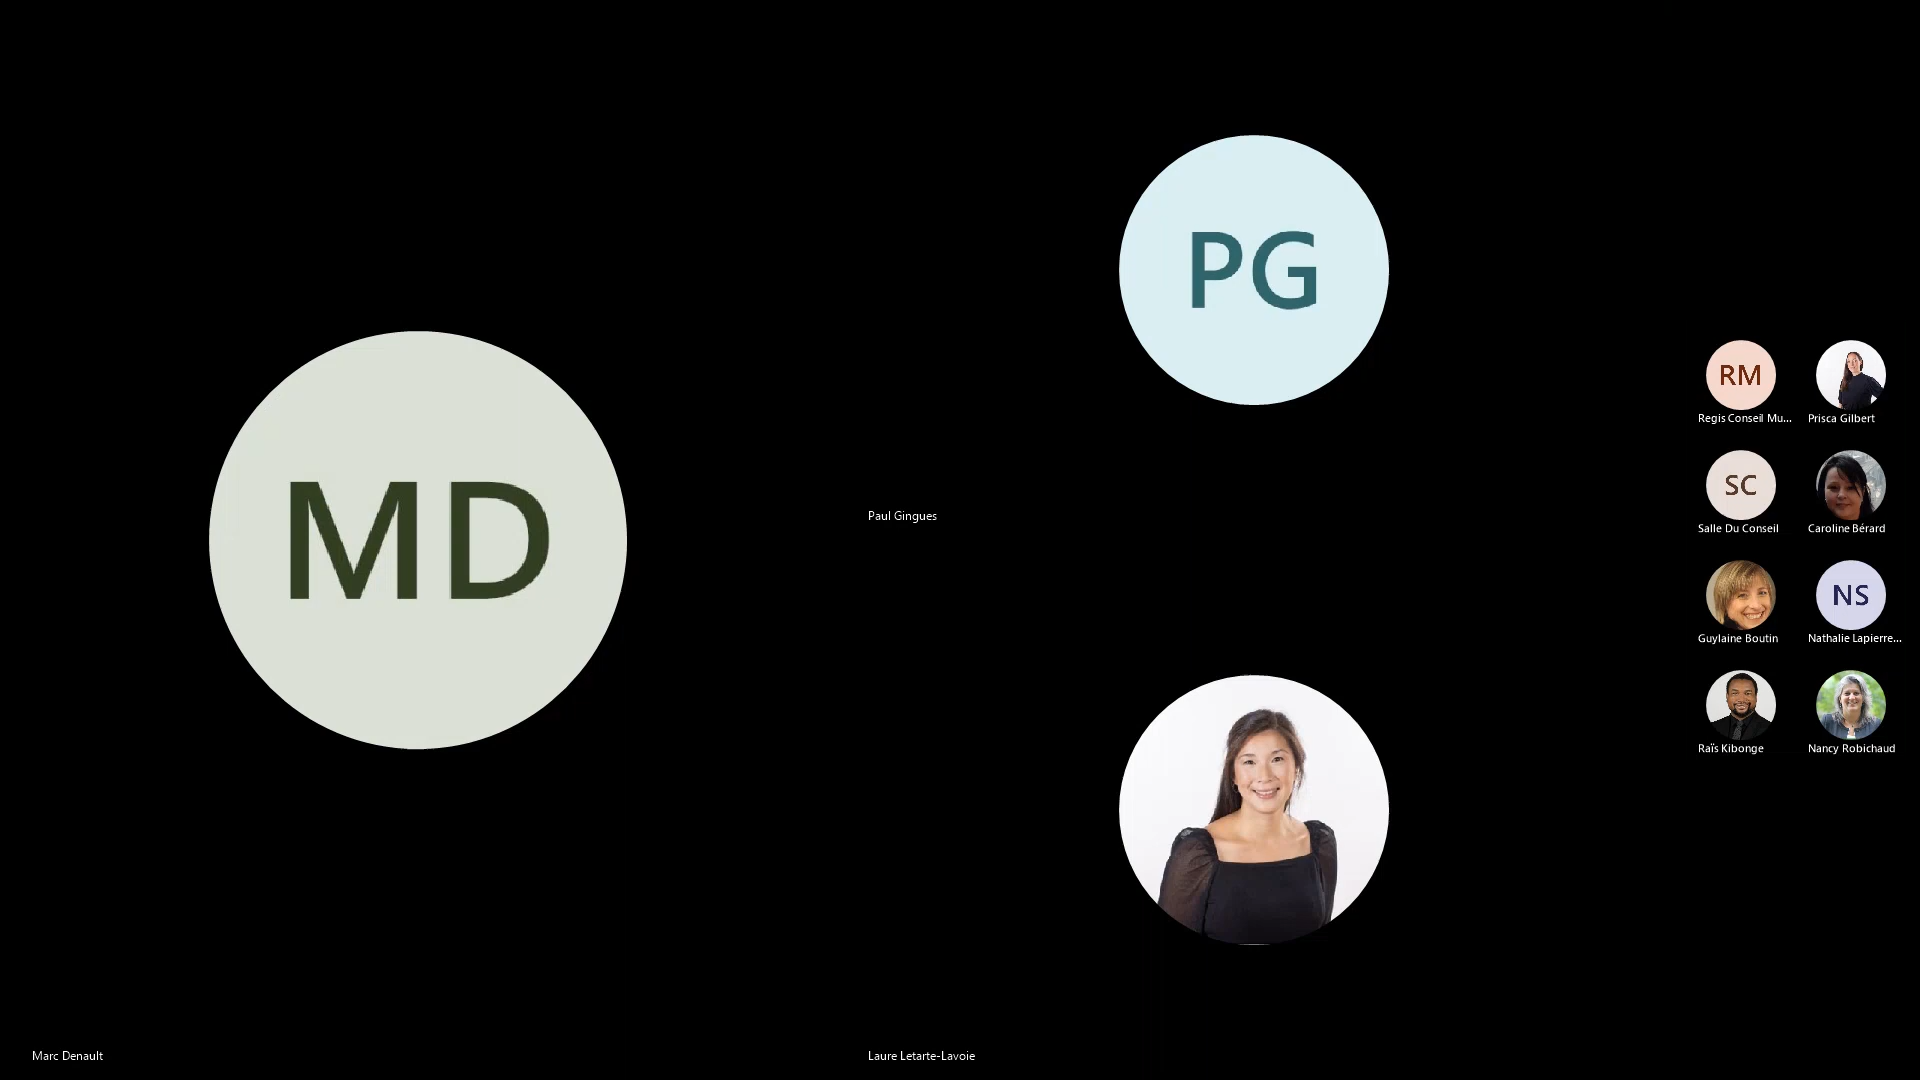 MD
Marc Denault
PG
Paul Gingues
Laure Letarte-Lavoie
RM
Regis Conseil Mu...
Prisca Gilbert
SC
Salle Du Conseil
Caroline Bérard
Guylaine Boutin
NS
Nathalie Lapierre...
Raïs Kibonge
Nancy Robichaud